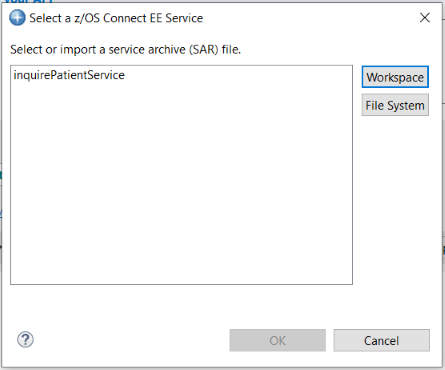 Select a z/OS Connect EE Service
Select or import a service archive (SAR) file.
inquirePatientService
Workspace
File System
?
OK
Cancel